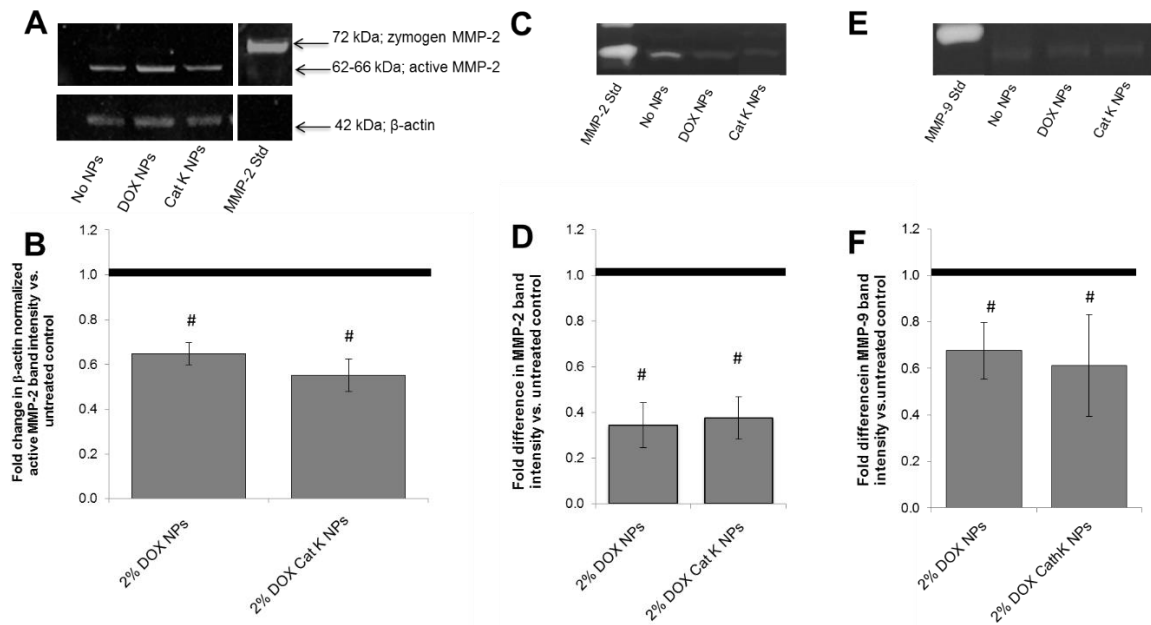 A
72 kDa; zymogen MMP-2
62-66 kDa; active MMP-2
42 kDa; β-actin
No NPs
DOX NPs
Cat K NPs
MMP-2 Std
C
MMP-2 Std
No NPs
DOX NPs
Cat K NPs
E
MMP-9 Std
No NPs
DOX NPs
Cat K NPs
B
Fold change in β-actin normalized
active MMP-2 band intensity vs.
untreated control
1.2
1.0
0.8
0.6
0.4
0.2
0.0
#
#
2% DOX NPs
2% DOX Cat K NPs
D
Fold difference in MMP-2 band
intensity vs. untreated control
1.2
1.0
0.8
0.6
0.4
0.2
0.0
#
#
2% DOX NPs
2% DOX Cat K NPs
F
Fold differencein MMP-9 band
intensity vs.untreated control
1.2
1.0
0.8
0.6
0.4
0.2
0.0
#
#
2% DOX NPs
2% DOX CathK NPs